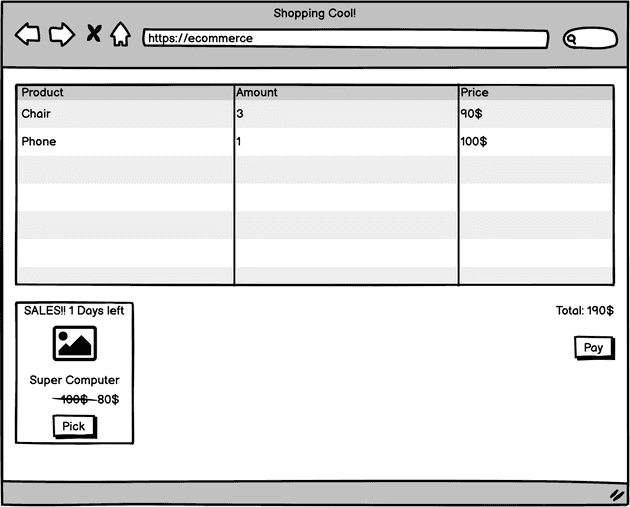 Shopping Cool!
https://ecommerce
Product Amount Price
Chair 3 90$
Phone 1 100$
SALES!! 1 Days left
Total: 190$
Super Computer
100$ 80$
Pick
Pay